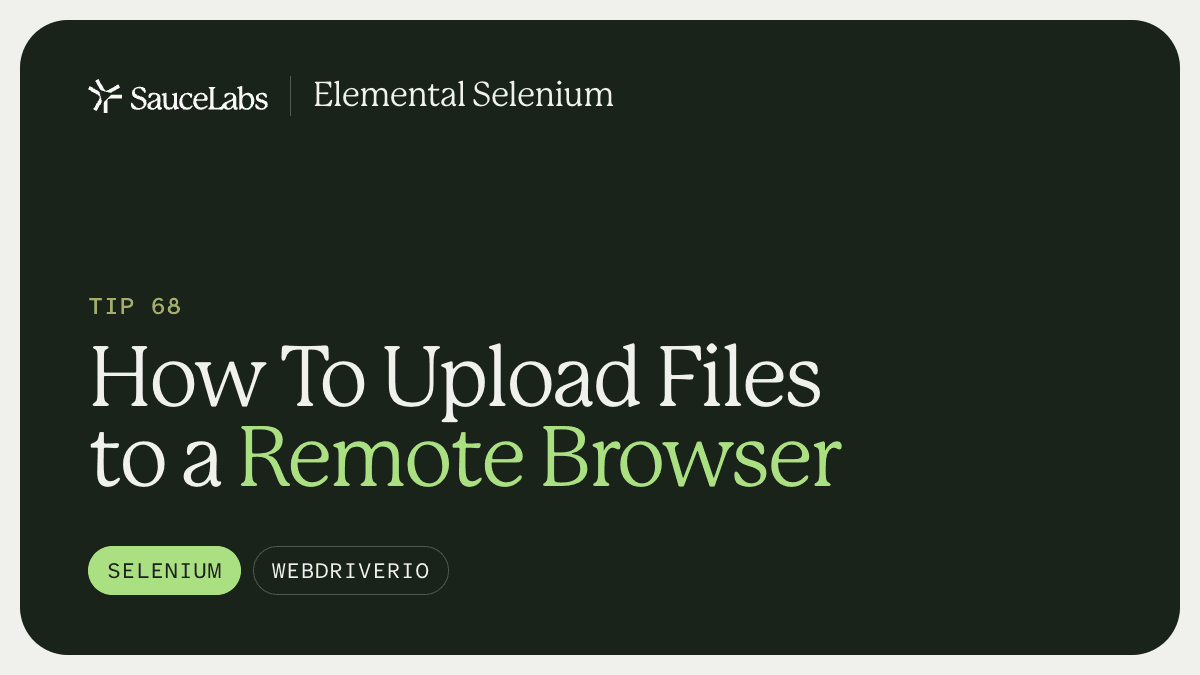 SauceLabs
Elemental Selenium
TIP 68
How To Upload Files
to a Remote Browser
SELENIUM
WEBDRIVERIO